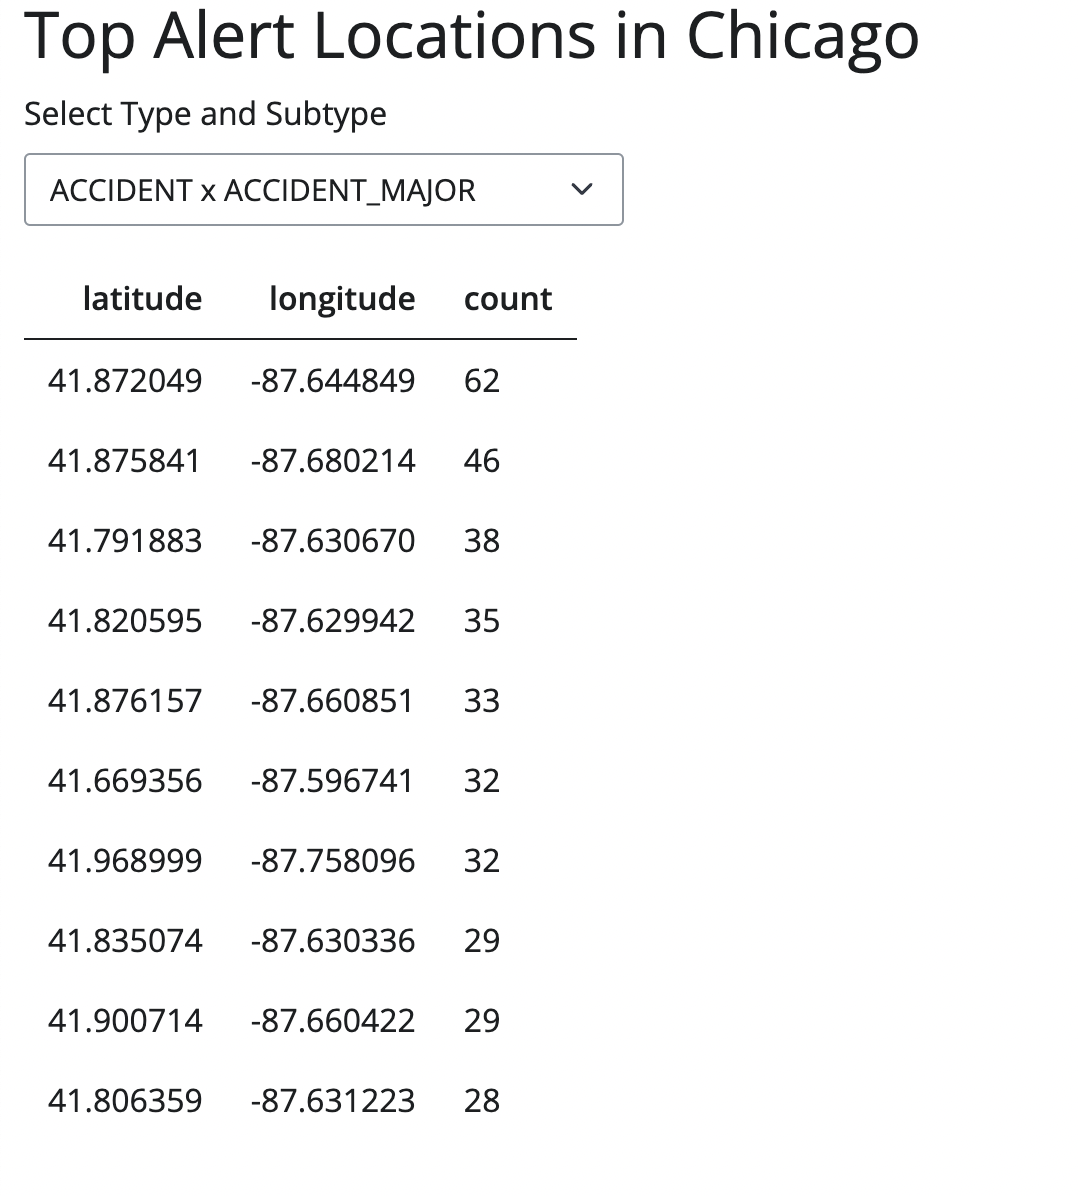 Top Alert Locations in Chicago
Select Type and Subtype
ACCIDENT x ACCIDENT_MAJOR
latitude longitude count
41.872049 -87.644849 62
41.875841 -87.680214 46
41.791883 -87.630670 38
41.820595 -87.629942 35
41.876157 -87.660851 33
41.669356 -87.596741 32
41.968999 -87.758096 32
41.835074 -87.630336 29
41.900714 -87.660422 29
41.806359 -87.631223 28